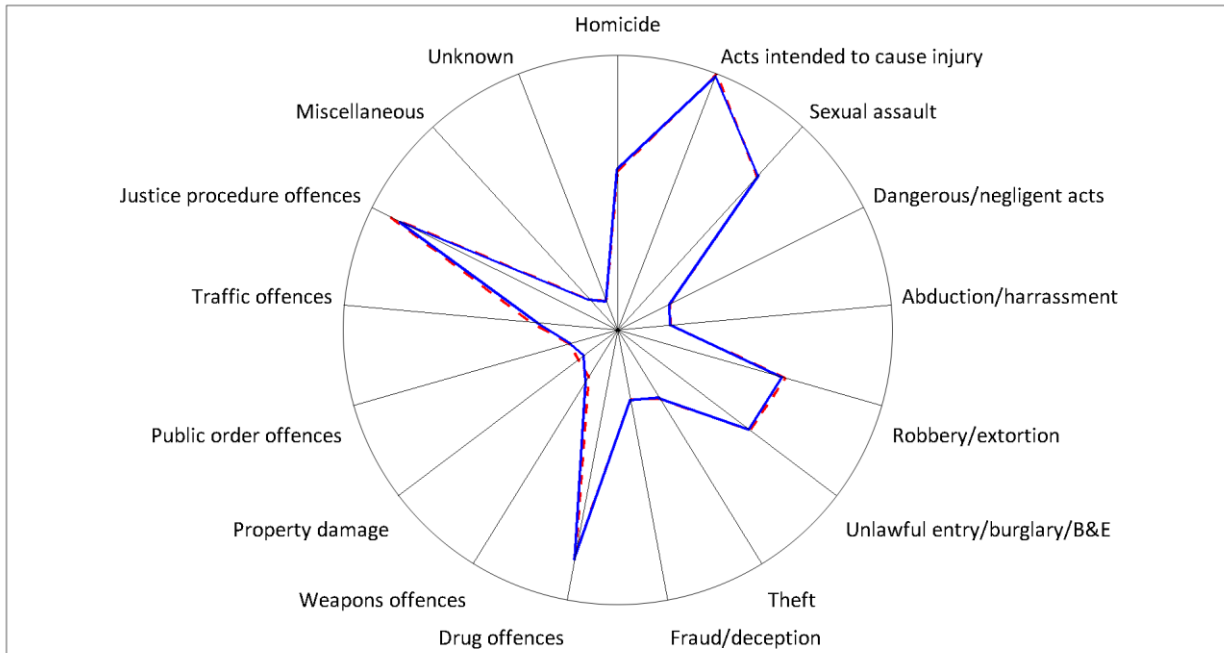 Homicide
Acts intended to cause injury
Sexual assault
Dangerous/negligent acts
Abduction/harrassment
Robbery/extortion
Unlawful entry/burglary/B&E
Theft
Fraud/deception
Drug offences
Weapons offences
Property damage
Public order offences
Traffic offences
Justice procedure offences
Miscellaneous
Unknown